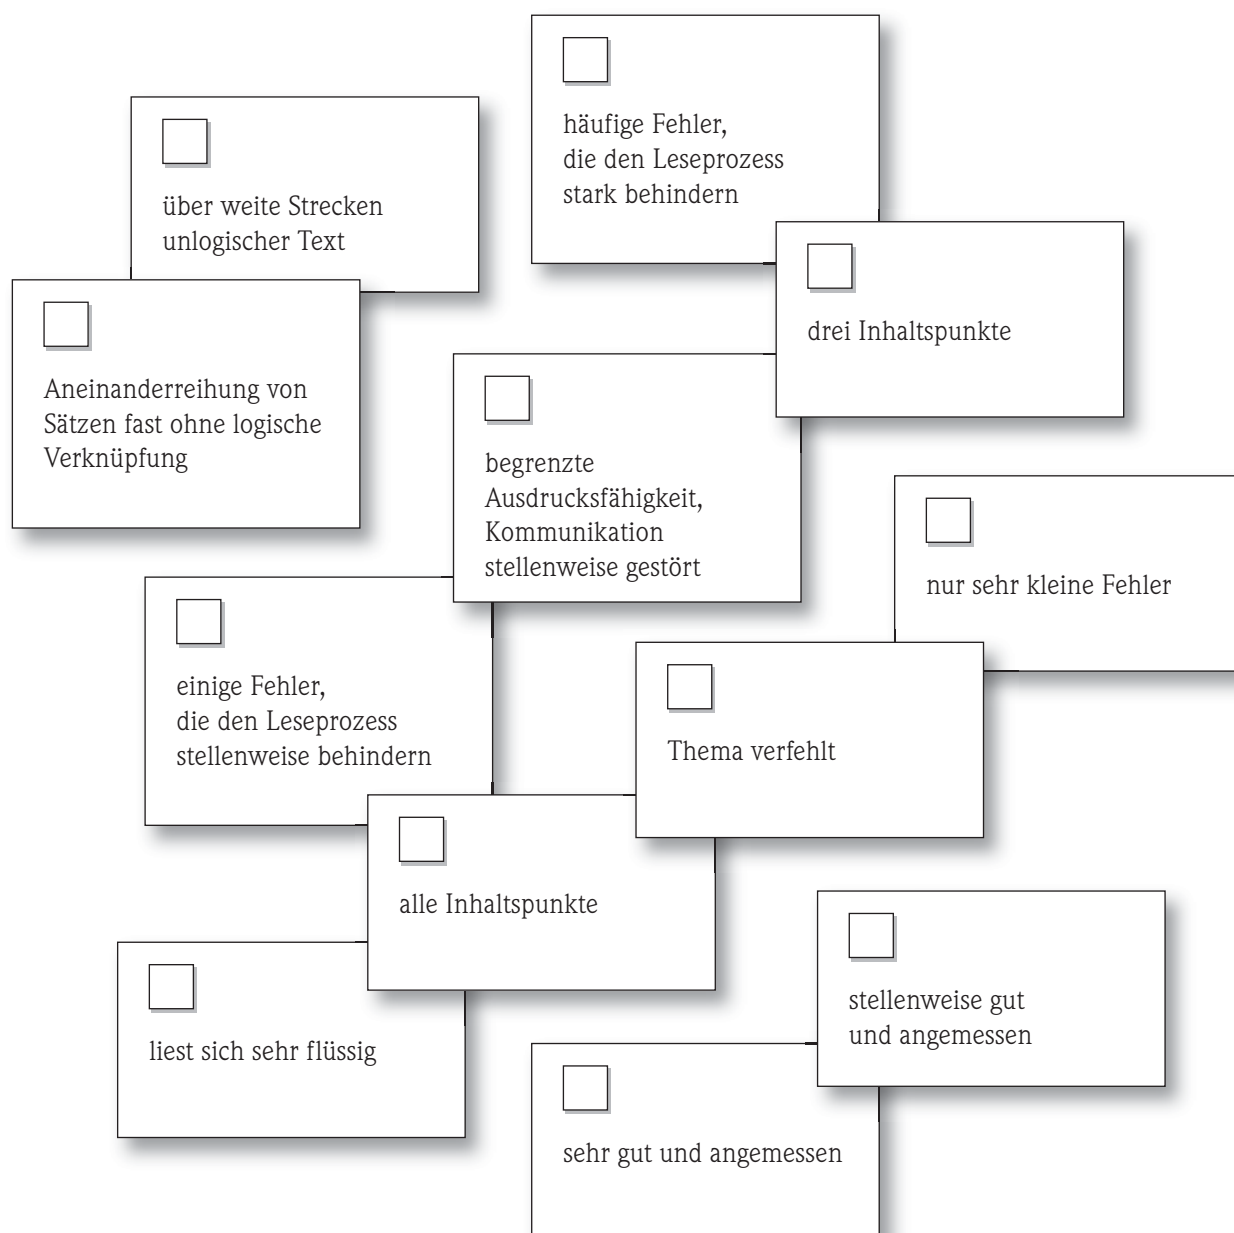 häufige Fehler,
die den Leseprozess
stark behindern
über weite Strecken
unlogischer Text
drei Inhaltspunkte
Aneinanderreihung von
Sätzen fast ohne logische
Verknüpfung
begrenzte
Ausdrucksfähigkeit,
Kommunikation
stellenweise gestört
nur sehr kleine Fehler
einige Fehler,
die den Leseprozess
stellenweise behindern
Thema verfehlt
alle Inhaltspunkte
stellenweise gut
und angemessen
liest sich sehr flüssig
sehr gut und angemessen